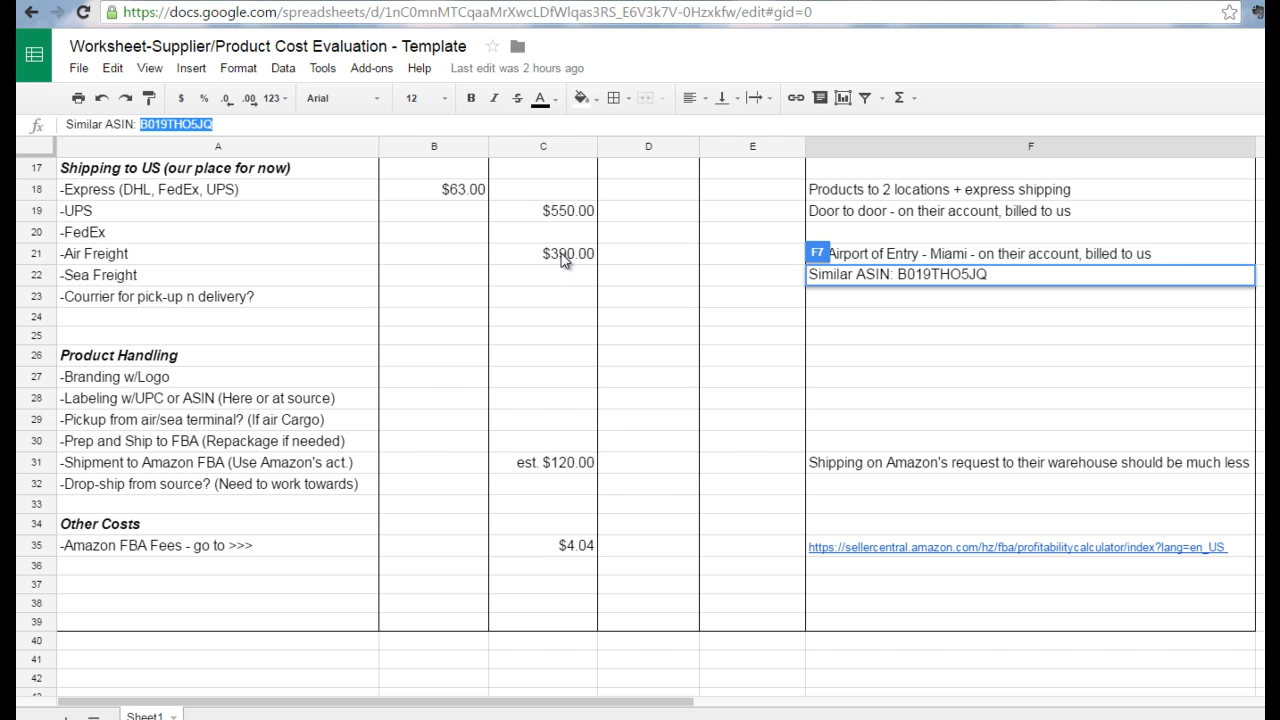 https://docs.google.com/spreadsheets/d/1nC0mnMTCqaaMrXwcLDfWlqas3RS_E6V3k7V-0Hzxkfw/edit#gid=0
Worksheet-Supplier/Product Cost Evaluation - Template
File Edit View Insert Format Data Tools Add-ons Help Last edit was 2 hours ago
$ % .0 .00 123 Arial 12 B I S A Σ
fx Similar ASIN: B019THO5JQ
A B C D E F
17 Shipping to US (our place for now)
18 -Express (DHL, FedEx, UPS) $63.00 Products to 2 locations + express shipping
19 -UPS $550.00 Door to door - on their account, billed to us
20 -FedEx
21 -Air Freight $390.00 F7 Airport of Entry - Miami - on their account, billed to us
22 -Sea Freight Similar ASIN: B019THO5JQ
23 -Courrier for pick-up n delivery?
24
25
26 Product Handling
27 -Branding w/Logo
28 -Labeling w/UPC or ASIN (Here or at source)
29 -Pickup from air/sea terminal? (If air Cargo)
30 -Prep and Ship to FBA (Repackage if needed)
31 -Shipment to Amazon FBA (Use Amazon's act.) est. $120.00 Shipping on Amazon's request to their warehouse should be much less
32 -Drop-ship from source? (Need to work towards)
33
34 Other Costs
35 -Amazon FBA Fees - go to >>> $4.04 https://sellercentral.amazon.com/hz/fba/profitabilitycalculator/index?lang=en_US
36
37
38
39
40
41
42
Sheet1